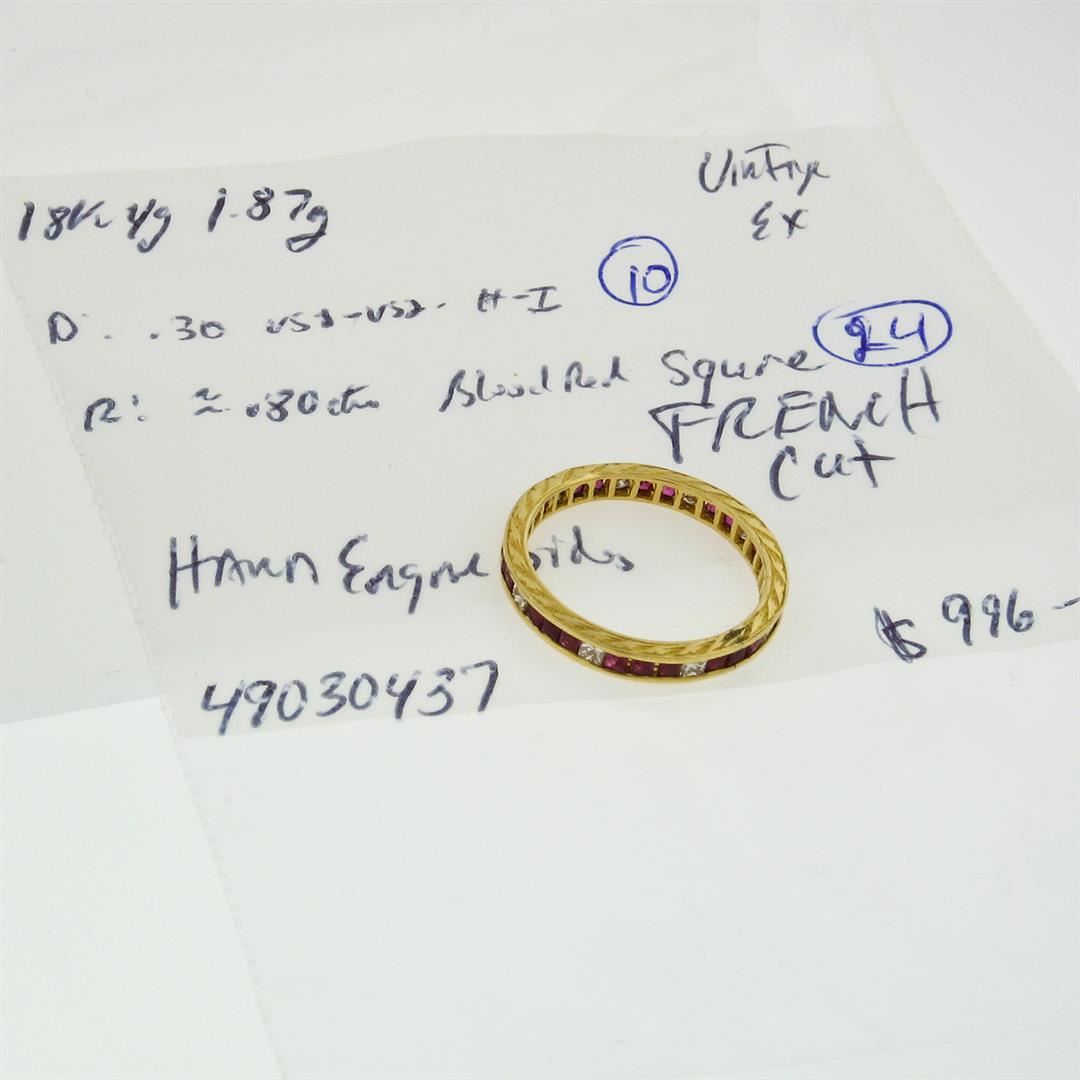 18K yg 1.87g
Vintage
Ex
D: .30 vs1-vs2- H-I 10
R: ≈ .80ctw Blood Red Square 24
FRENCH
Cut
HAND Engrave sides
49030437
$ 996-